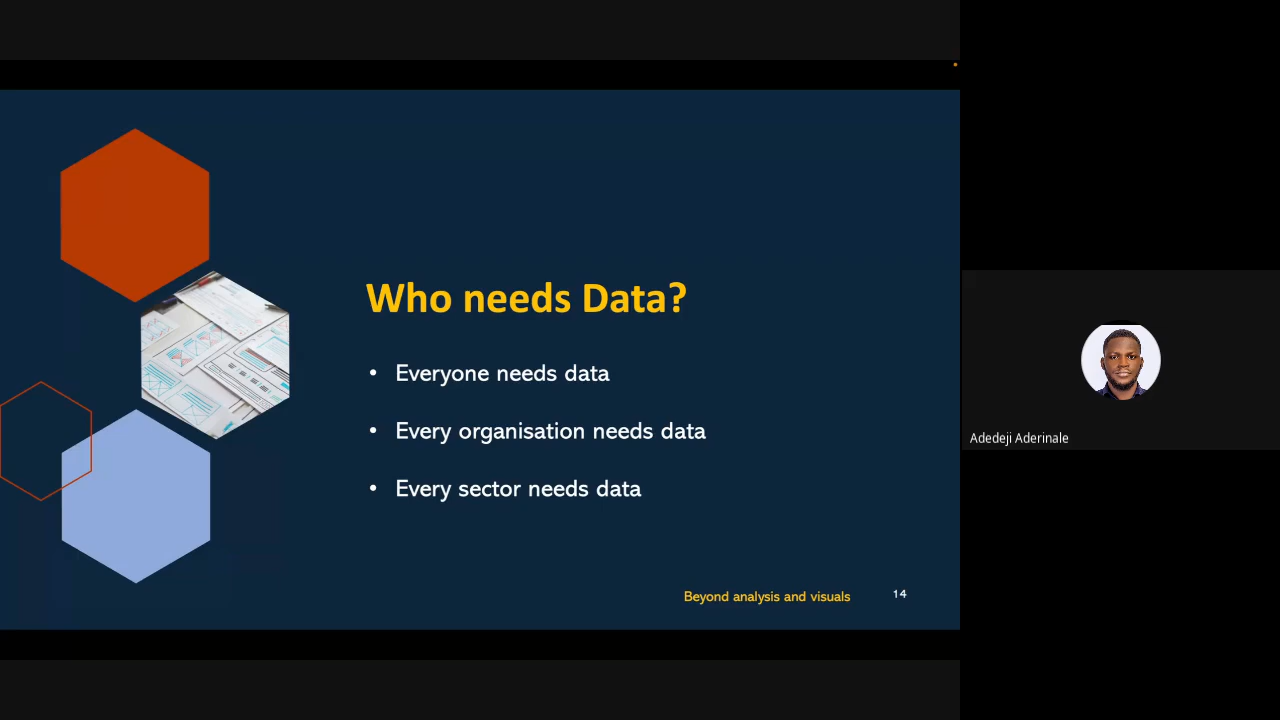 Who needs Data?
• Everyone needs data
• Every organisation needs data
• Every sector needs data
Beyond analysis and visuals
14
Adedeji Aderinale